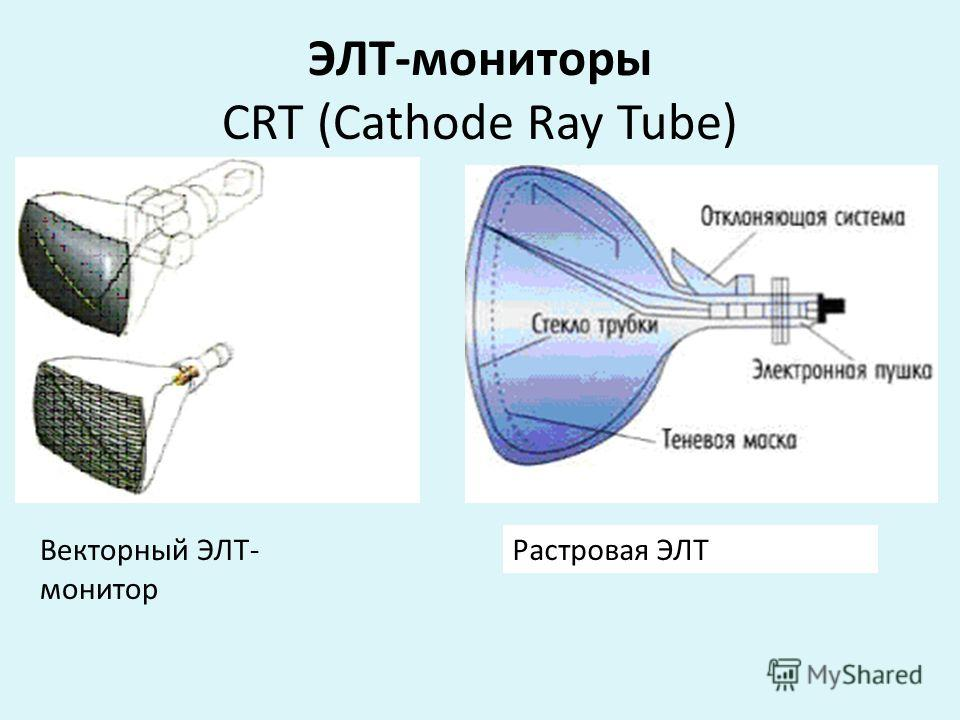 ЭЛТ-мониторы
CRT (Cathode Ray Tube)
Отклоняющая система
Стекло трубки
Электронная пушка
Теневая маска
Векторный ЭЛТ-
монитор
Растровая ЭЛТ
MyShared